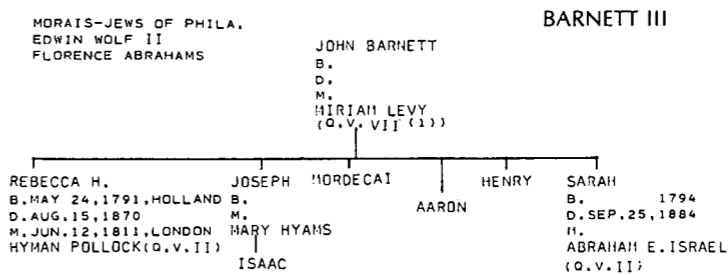 MORAIS-JEWS OF PHILA.
EDWIN WOLF II
FLORENCE ABRAHAMS
BARNETT III
JOHN BARNETT
B.
D.
M.
MIRIAM LEVY
(Q.V. VII (1))
REBECCA H.
B.MAY 24,1791,HOLLAND
D.AUG.15,1870
M.JUN.12,1811,LONDON
HYMAN POLLOCK(Q.V.II)
JOSEPH
B.
M.
MARY HYAMS
ISAAC
MORDECAI
AARON
HENRY
SARAH
B. 1794
D.SEP.25,1884
M.
ABRAHAM E.ISRAEL
(Q.V.II)